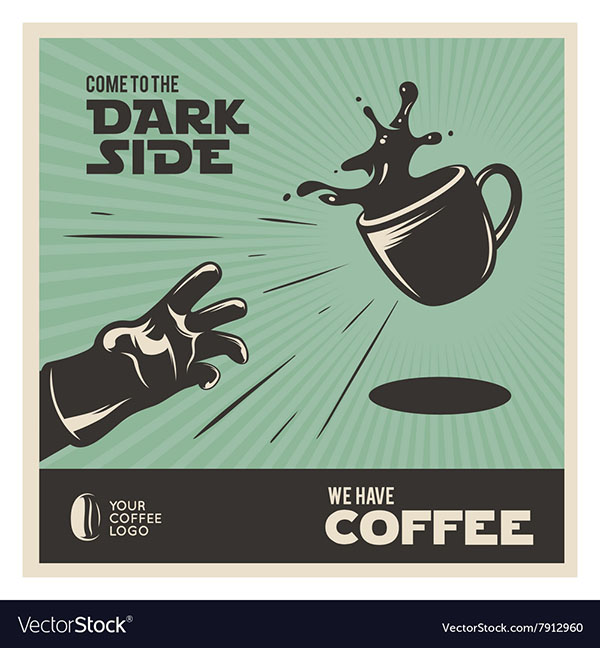 COME TO THE
DARK
SIDE
YOUR
COFFEE
LOGO
WE HAVE
COFFEE
VectorStock®
VectorStock.com/7912960